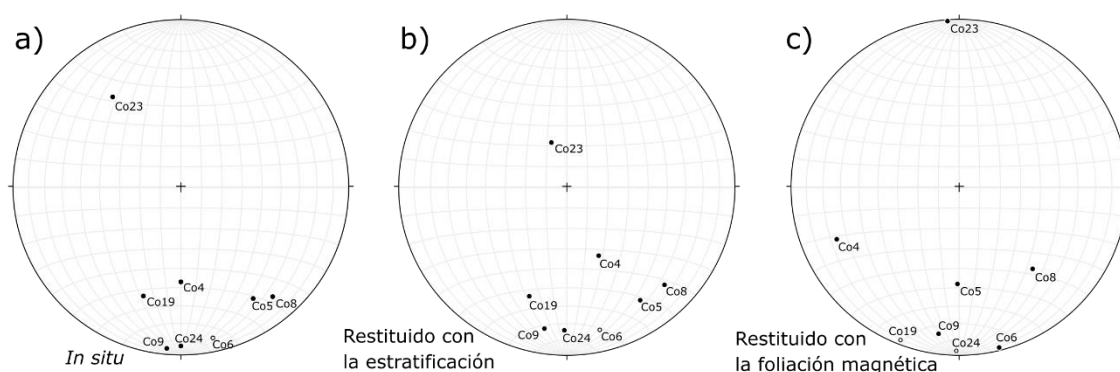 a)
Co23
Co4
Co19
Co5
Co8
Co9
Co24
Co6
In situ
b)
Co23
Co4
Co19
Co8
Co5
Co9
Co24
Co6
Restituido con
la estratificación
c)
Co23
Co4
Co8
Co5
Co19
Co9
Co24
Co6
Restituido con
la foliación magnética